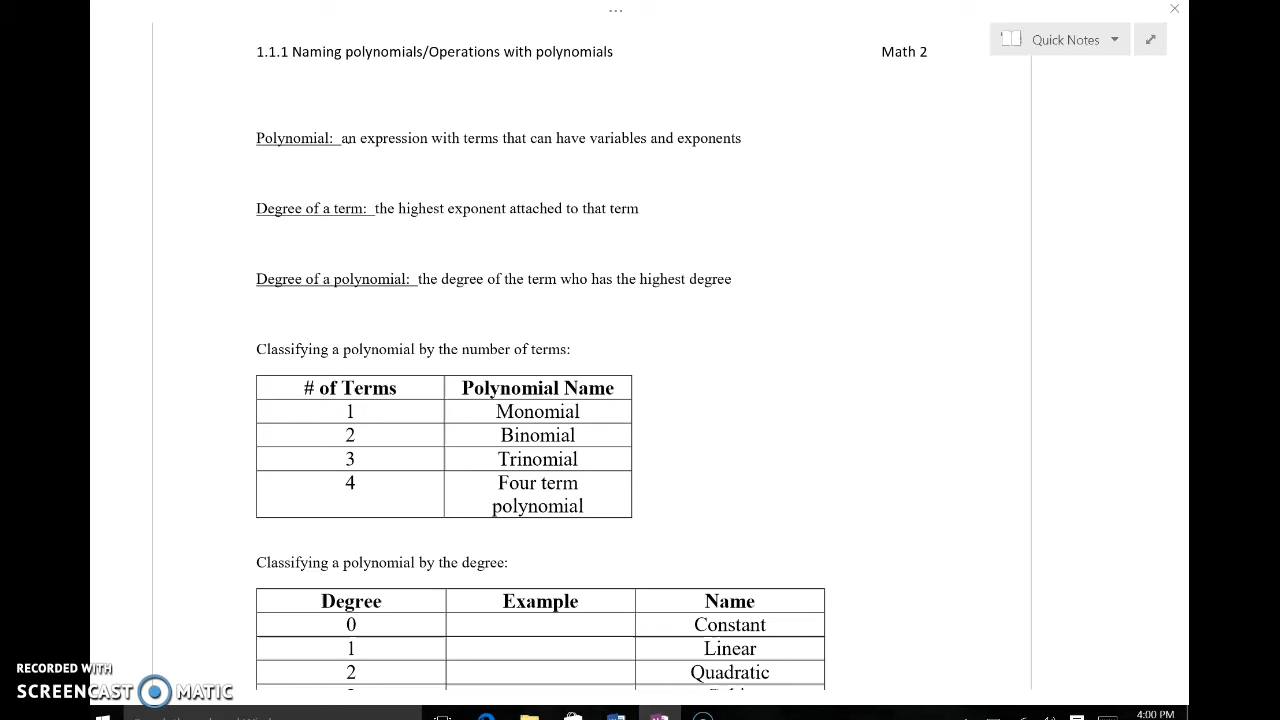 ...
Quick Notes
1.1.1 Naming polynomials/Operations with polynomials Math 2
Polynomial: an expression with terms that can have variables and exponents
Degree of a term: the highest exponent attached to that term
Degree of a polynomial: the degree of the term who has the highest degree
Classifying a polynomial by the number of terms:
# of Terms Polynomial Name
1 Monomial
2 Binomial
3 Trinomial
4 Four term
polynomial
Classifying a polynomial by the degree:
Degree Example Name
0 Constant
1 Linear
2 Quadratic
RECORDED WITH
SCREENCAST MATIC
4:00 PM